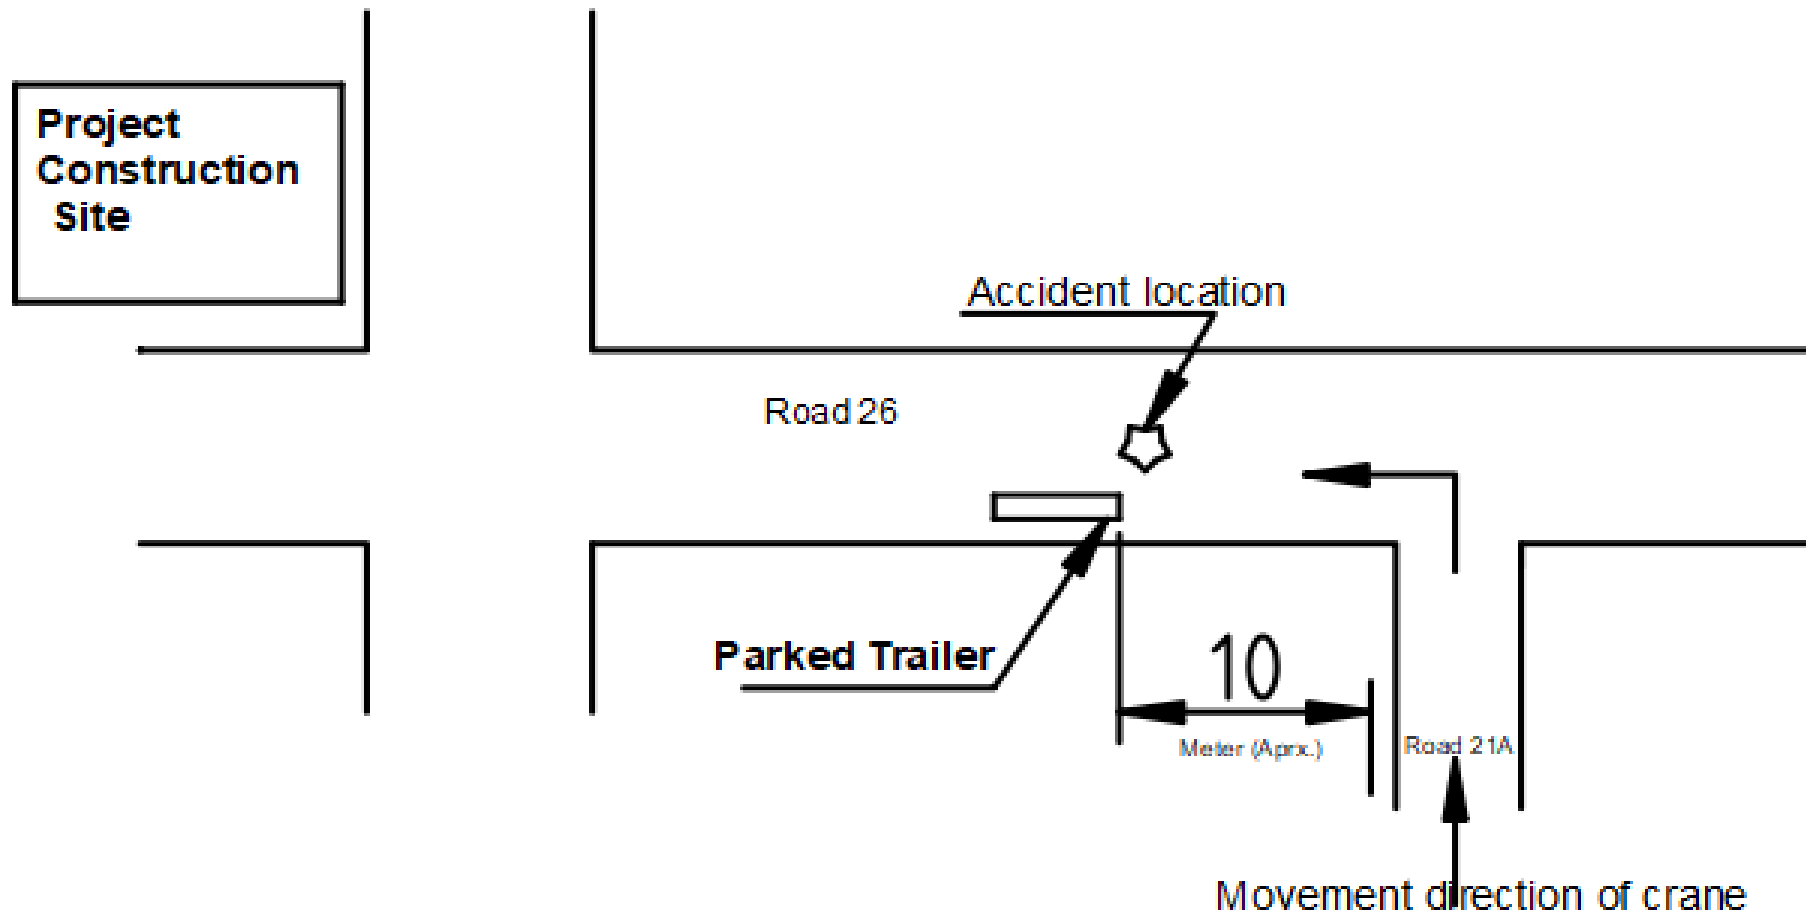 Project
Construction
Site
Accident location
Road 26
Parked Trailer
10
Meter (Aprx.)
Road 21A
Movement direction of crane